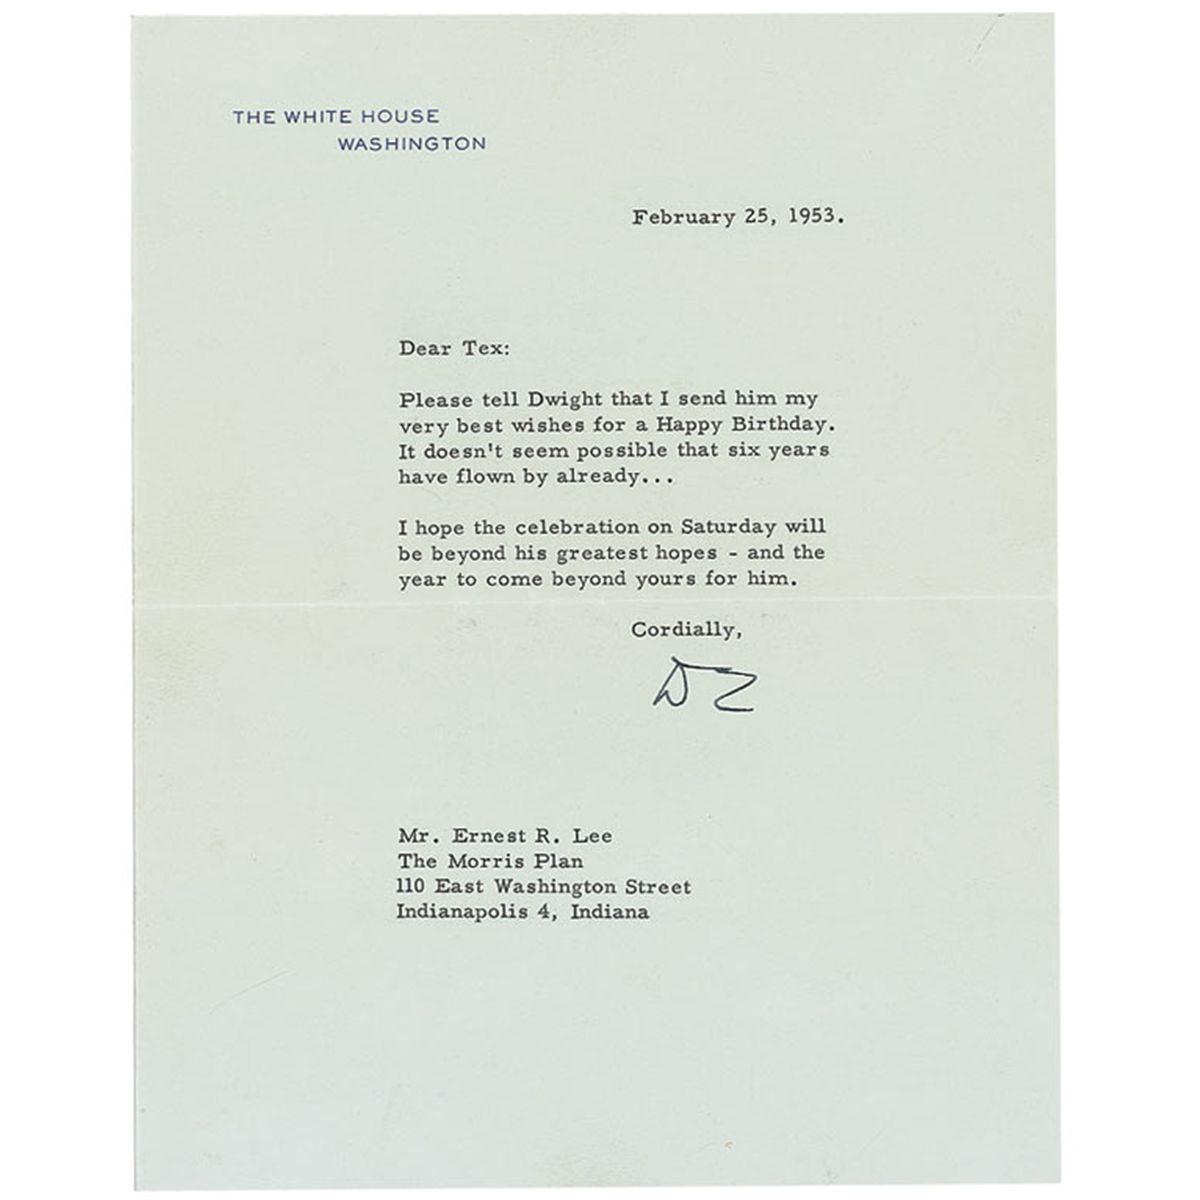 THE WHITE HOUSE
WASHINGTON
February 25, 1953.
Dear Tex:
Please tell Dwight that I send him my
very best wishes for a Happy Birthday.
It doesn't seem possible that six years
have flown by already...
I hope the celebration on Saturday will
be beyond his greatest hopes - and the
year to come beyond yours for him.
Cordially,
Mr. Ernest R. Lee
The Morris Plan
110 East Washington Street
Indianapolis 4, Indiana